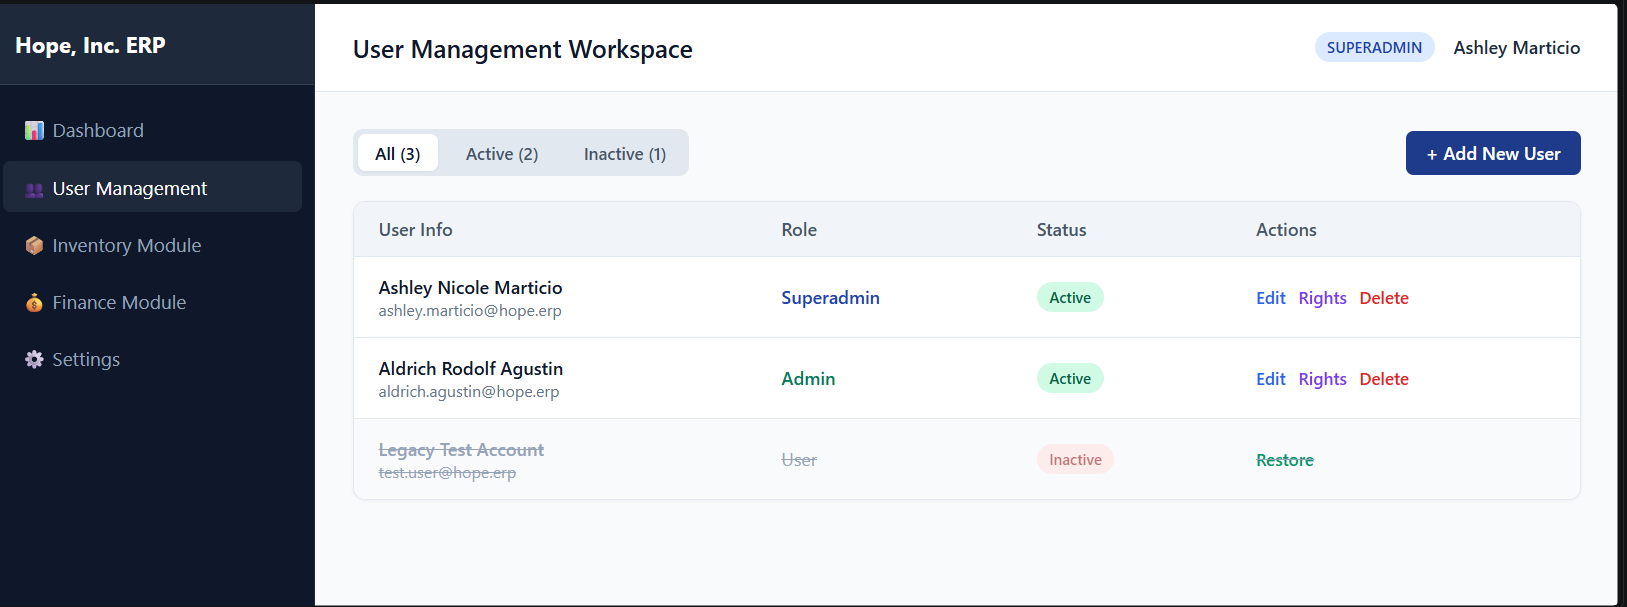 Hope, Inc. ERP
User Management Workspace
SUPERADMIN
Ashley Marticio
Dashboard
User Management
Inventory Module
Finance Module
Settings
All (3)
Active (2)
Inactive (1)
+ Add New User
User Info Role Status Actions
Ashley Nicole Marticio
ashley.marticio@hope.erp
Superadmin
Active
Edit Rights Delete
Aldrich Rodolf Agustin
aldrich.agustin@hope.erp
Admin
Active
Edit Rights Delete
Legacy Test Account
test.user@hope.erp
User
Inactive
Restore